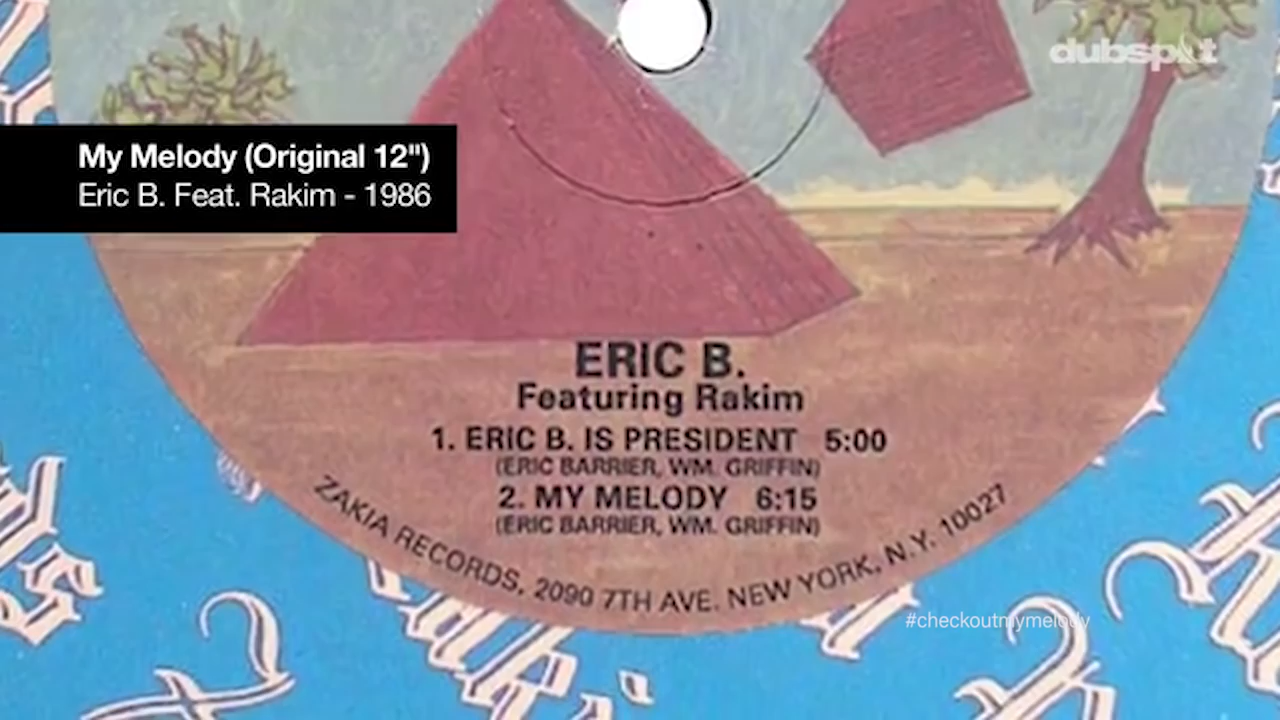 dubspot
My Melody (Original 12")
Eric B. Feat. Rakim - 1986
ERIC B.
Featuring Rakim
1. ERIC B. IS PRESIDENT 5:00
(ERIC BARRIER, WM. GRIFFIN)
2. MY MELODY 6:15
(ERIC BARRIER, WM. GRIFFIN)
ZAKIA RECORDS, 2090 7TH AVE. NEW YORK, N.Y. 10027
#checkoutmymelody